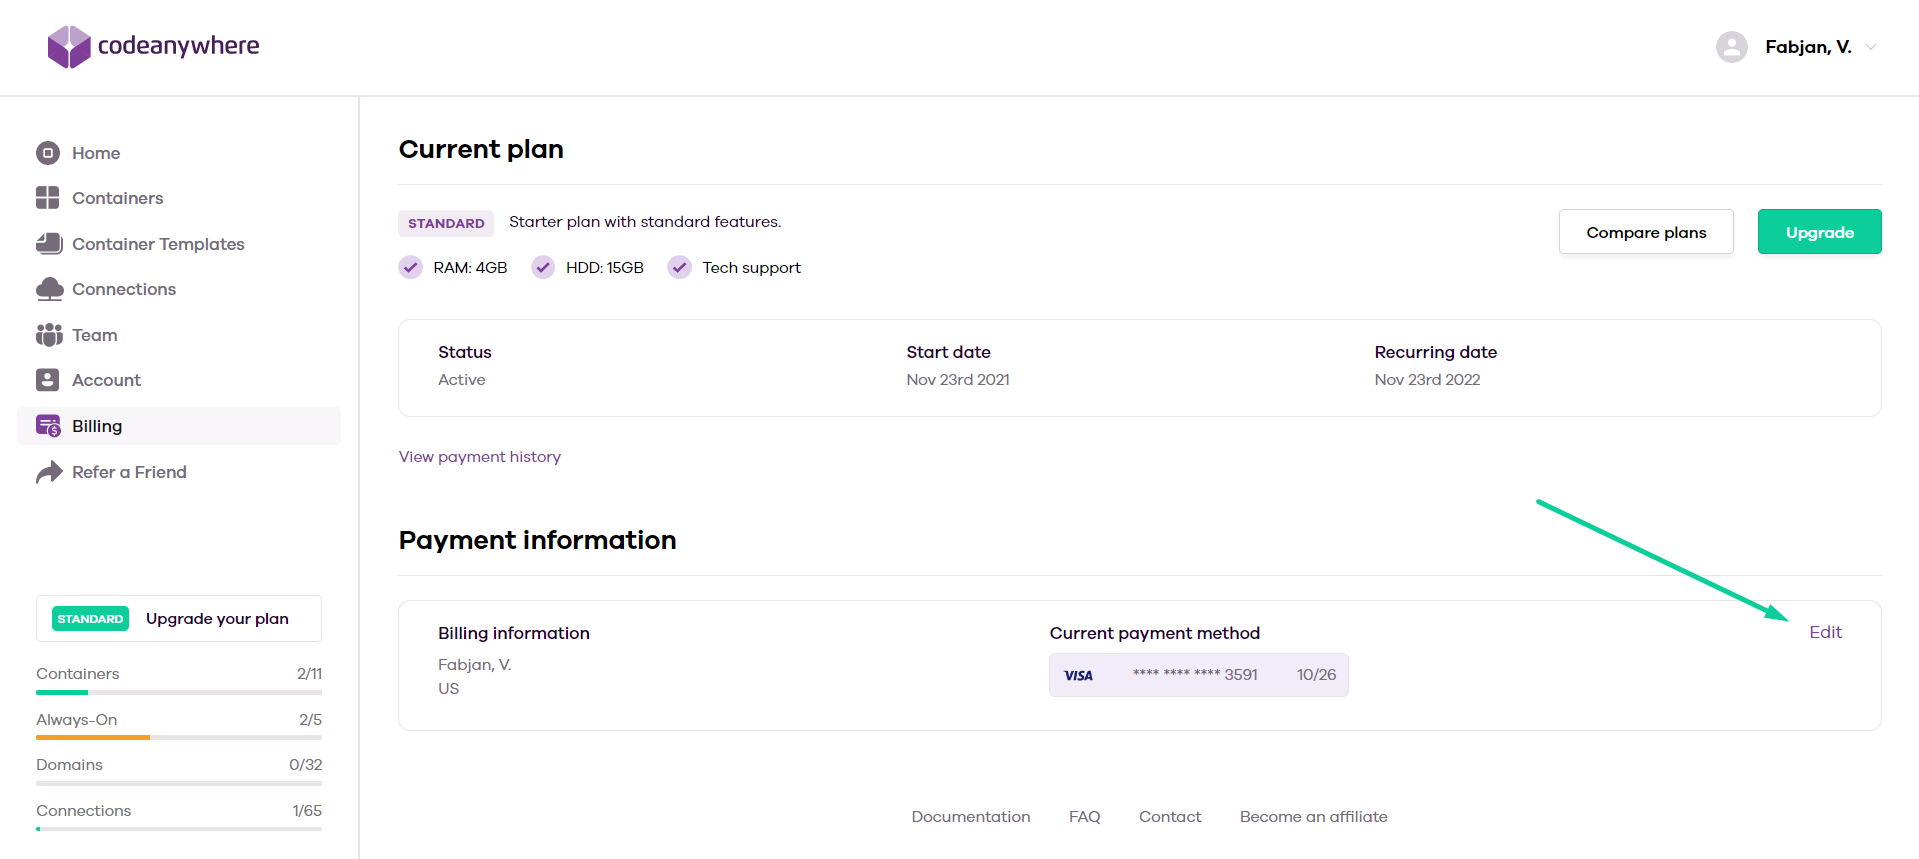 codeanywhere
Fabjan, V.
Home
Containers
Container Templates
Connections
Team
Account
Billing
Refer a Friend
STANDARD Upgrade your plan
Containers 2/11
Always-On 2/5
Domains 0/32
Connections 1/65
Current plan
STANDARD Starter plan with standard features.
Compare plans Upgrade
RAM: 4GB HDD: 15GB Tech support
Status Start date Recurring date
Active Nov 23rd 2021 Nov 23rd 2022
View payment history
Payment information
Billing information Current payment method Edit
Fabjan, V.
US
VISA **** **** **** 3591 10/26
Documentation FAQ Contact Become an affiliate